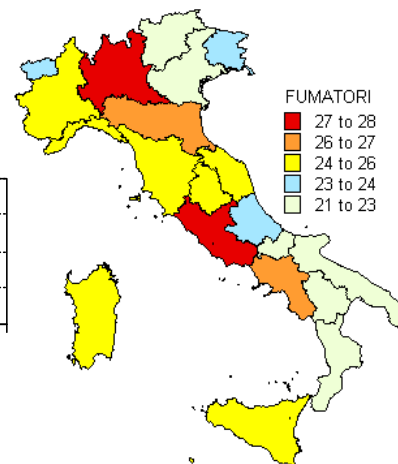 FUMATORI
27 to 28
26 to 27
24 to 26
23 to 24
21 to 23